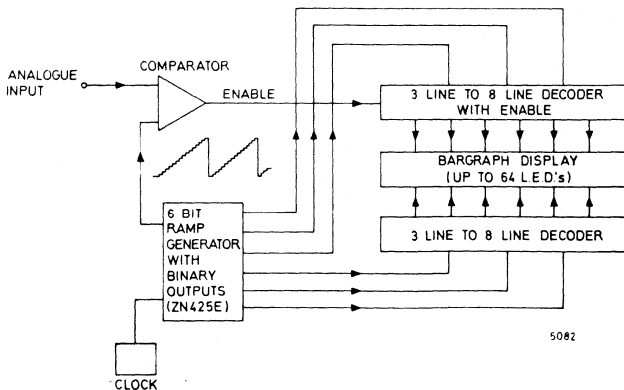 ANALOGUE
INPUT
COMPARATOR
ENABLE
3 LINE TO 8 LINE DECODER
WITH ENABLE
BARGRAPH DISPLAY
(UP TO 64 L.E.D.'s)
3 LINE TO 8 LINE DECODER
6 BIT
RAMP
GENERATOR
WITH
BINARY
OUTPUTS
(ZN425E)
CLOCK
5082